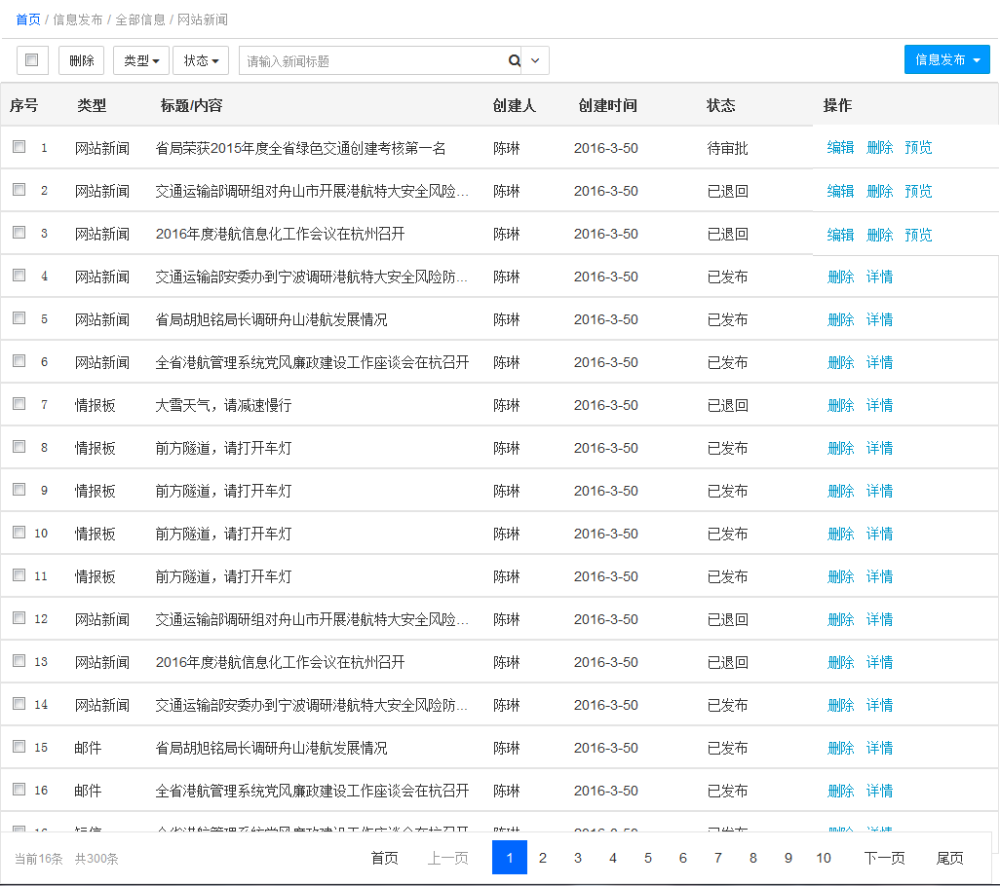 首页 / 信息发布 / 全部信息 / 网站新闻
删除 类型 状态 请输入新闻标题 信息发布
序号 类型 标题/内容 创建人 创建时间 状态 操作
1 网站新闻 省局荣获2015年度全省绿色交通创建考核第一名 陈琳 2016-3-50 待审批 编辑 删除 预览
2 网站新闻 交通运输部调研组对舟山市开展港航特大安全风险... 陈琳 2016-3-50 已退回 编辑 删除 预览
3 网站新闻 2016年度港航信息化工作会议在杭州召开 陈琳 2016-3-50 已退回 编辑 删除 预览
4 网站新闻 交通运输部安委办到宁波调研港航特大安全风险防... 陈琳 2016-3-50 已发布 删除 详情
5 网站新闻 省局胡旭铭局长调研舟山港航发展情况 陈琳 2016-3-50 已发布 删除 详情
6 网站新闻 全省港航管理系统党风廉政建设工作座谈会在杭召开 陈琳 2016-3-50 已发布 删除 详情
7 情报板 大雪天气，请减速慢行 陈琳 2016-3-50 已退回 删除 详情
8 情报板 前方隧道，请打开车灯 陈琳 2016-3-50 已发布 删除 详情
9 情报板 前方隧道，请打开车灯 陈琳 2016-3-50 已发布 删除 详情
10 情报板 前方隧道，请打开车灯 陈琳 2016-3-50 已发布 删除 详情
11 情报板 前方隧道，请打开车灯 陈琳 2016-3-50 已发布 删除 详情
12 网站新闻 交通运输部调研组对舟山市开展港航特大安全风险... 陈琳 2016-3-50 已退回 删除 详情
13 网站新闻 2016年度港航信息化工作会议在杭州召开 陈琳 2016-3-50 已退回 删除 详情
14 网站新闻 交通运输部安委办到宁波调研港航特大安全风险防... 陈琳 2016-3-50 已发布 删除 详情
15 邮件 省局胡旭铭局长调研舟山港航发展情况 陈琳 2016-3-50 已发布 删除 详情
16 邮件 全省港航管理系统党风廉政建设工作座谈会在杭召开 陈琳 2016-3-50 已发布 删除 详情
当前16条 共300条 首页 上一页 1 2 3 4 5 6 7 8 9 10 下一页 尾页